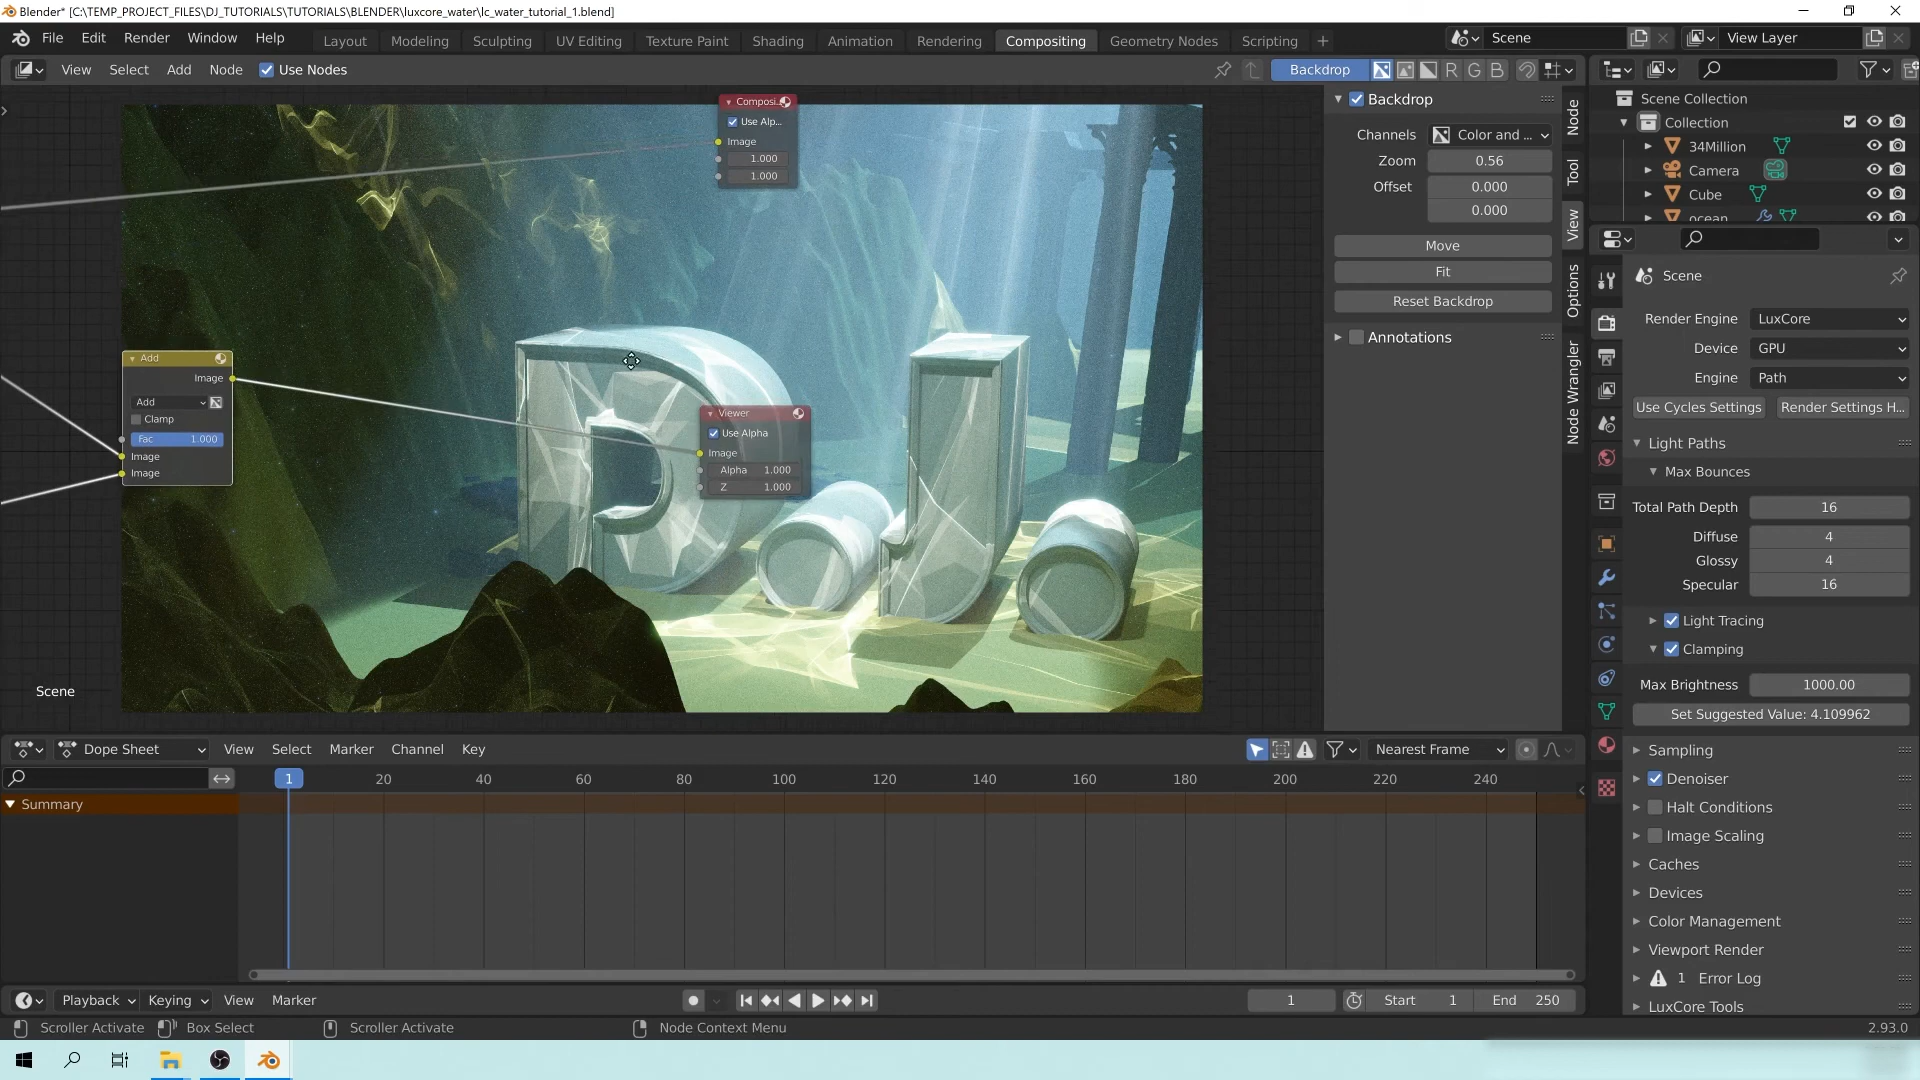 Blender* [C:\TEMP_PROJECT_FILES\DJ_TUTORIALS\TUTORIALS\BLENDER\luxcore_water\lc_water_tutorial_1.blend]
File Edit Render Window Help Layout Modeling Sculpting UV Editing Texture Paint Shading Animation Rendering Compositing Geometry Nodes Scripting + Scene View Layer
View Select Add Node Use Nodes Backdrop R G B
Backdrop
Channels Color and ...
Zoom 0.56
Offset 0.000
0.000
Move
Fit
Reset Backdrop
Annotations
Node
Tool
View
Options
Node Wrangler
Composi...
Use Alp...
Image
1.000
1.000
Add
Image
Add
Clamp
Fac 1.000
Image
Image
Viewer
Use Alpha
Image
Alpha 1.000
Z 1.000
D.J.
Scene
Scene Collection
Collection
34Million
Camera
Cube
ocean
Scene
Render Engine LuxCore
Device GPU
Engine Path
Use Cycles Settings Render Settings H...
Light Paths
Max Bounces
Total Path Depth 16
Diffuse 4
Glossy 4
Specular 16
Light Tracing
Clamping
Max Brightness 1000.00
Set Suggested Value: 4.109962
Sampling
Denoiser
Halt Conditions
Image Scaling
Caches
Devices
Color Management
Viewport Render
1 Error Log
LuxCore Tools
Dope Sheet View Select Marker Channel Key Nearest Frame
1 20 40 60 80 100 120 140 160 180 200 220 240
Summary
Playback Keying View Marker 1 Start 1 End 250
Scroller Activate Box Select Scroller Activate Node Context Menu 2.93.0